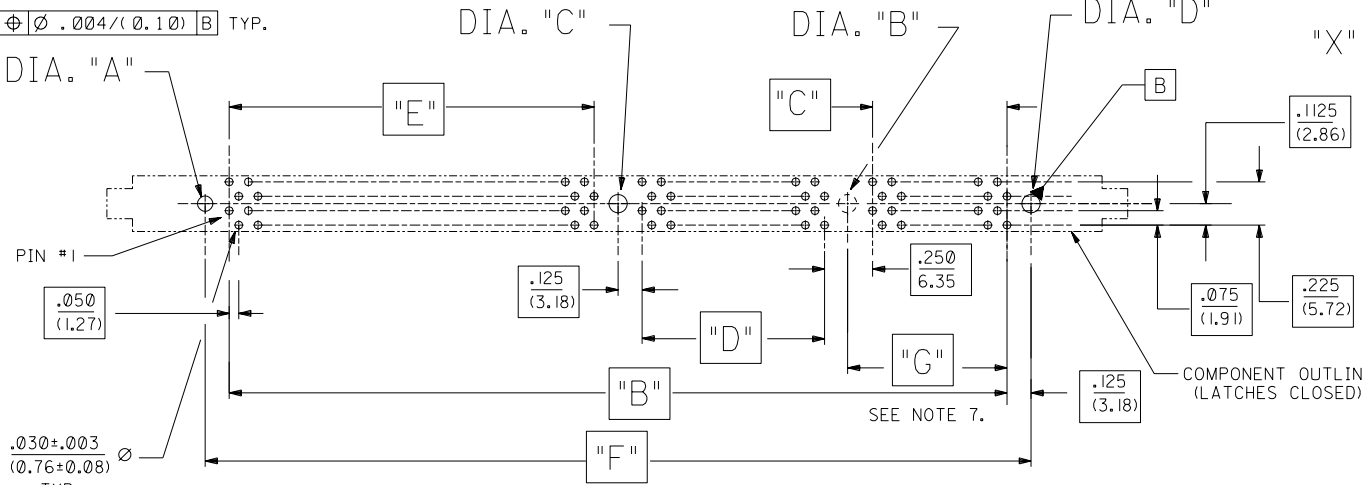 ⌖ ⌀ .004/(0.10) B TYP.
DIA. "C"
DIA. "B"
DIA. "D"
"X"
DIA. "A"
"E"
"C"
B
.1125
(2.86)
PIN #1
.050
(1.27)
.125
(3.18)
.250
6.35
.075
(1.91)
.225
(5.72)
"D"
"G"
"B"
.125
(3.18)
COMPONENT OUTLIN
(LATCHES CLOSED)
SEE NOTE 7.
.030±.003
(0.76±0.08) ⌀
"F"